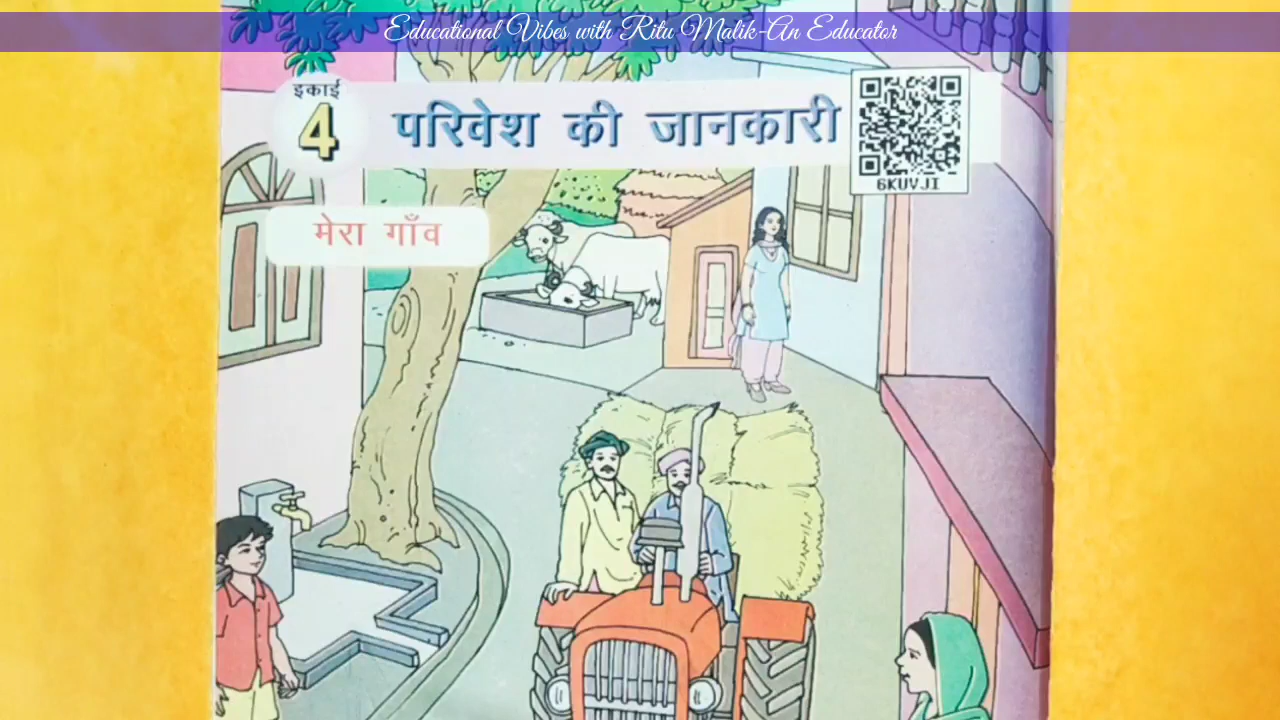 Educational Vibes with Ritu Malik-An Educator
इकाई
4
परिवेश की जानकारी
6KUVJI
मेरा गाँव